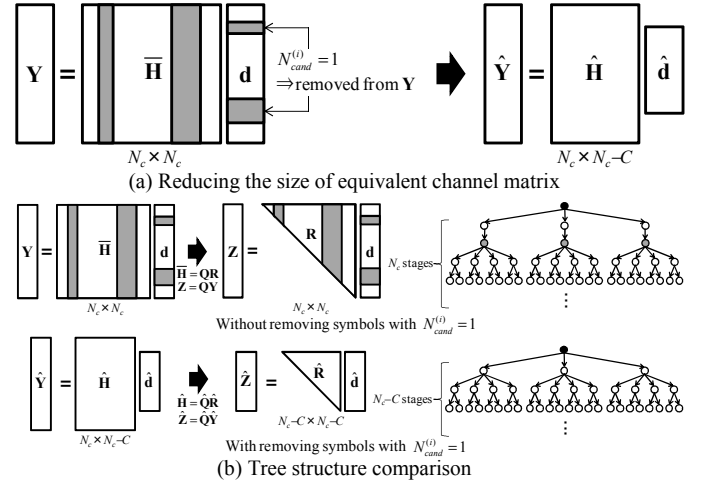 Y = H̅ d
N_cand^(i) = 1
⇒ removed from Y
Ŷ = Ĥ d̂
N_c × N_c
N_c × N_c–C
(a) Reducing the size of equivalent channel matrix
Y = H̅ d
H̅ = QR
Z = QY
Z = R d
N_c stages
N_c × N_c
N_c × N_c
⋮
Without removing symbols with N_cand^(i) = 1
Ŷ = Ĥ d̂
Ĥ = Q̂R̂
Ẑ = Q̂Ŷ
Ẑ = R̂ d̂
N_c–C stages
N_c × N_c–C
N_c–C × N_c–C
⋮
With removing symbols with N_cand^(i) = 1
(b) Tree structure comparison